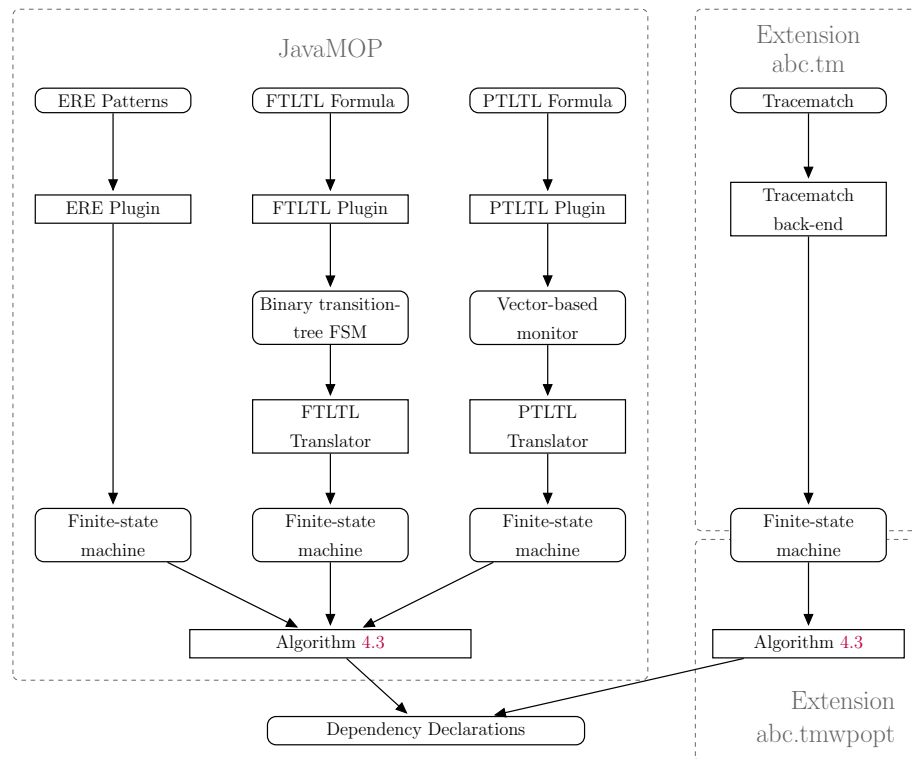 JavaMOP
Extension
abc.tm
ERE Patterns
FTLTL Formula
PTLTL Formula
Tracematch
ERE Plugin
FTLTL Plugin
PTLTL Plugin
Tracematch
back-end
Binary transition-
tree FSM
Vector-based
monitor
FTLTL
Translator
PTLTL
Translator
Finite-state
machine
Finite-state
machine
Finite-state
machine
Finite-state
machine
Algorithm 4.3
Algorithm 4.3
Dependency Declarations
Extension
abc.tmwpopt